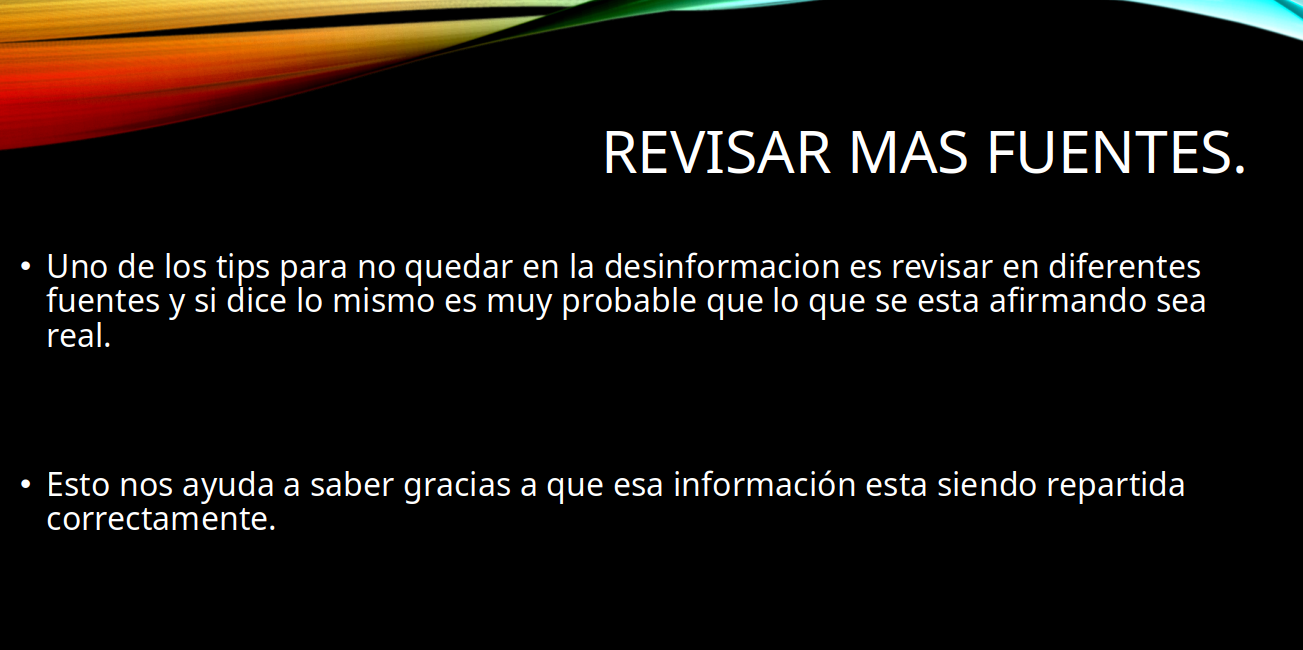 REVISAR MAS FUENTES.
• Uno de los tips para no quedar en la desinformacion es revisar en diferentes
fuentes y si dice lo mismo es muy probable que lo que se esta afirmando sea
real.
• Esto nos ayuda a saber gracias a que esa información esta siendo repartida
correctamente.